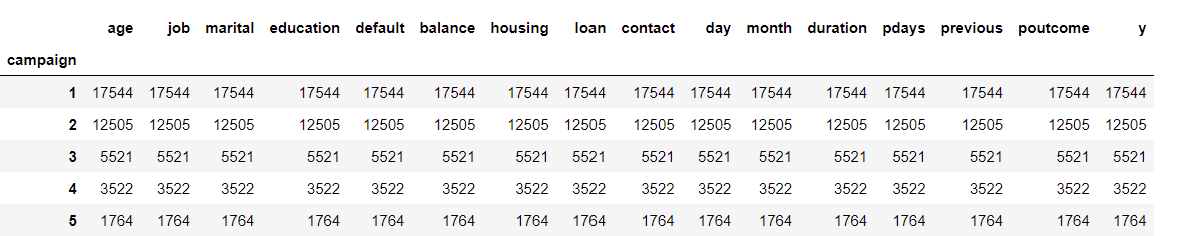 age job marital education default balance housing loan contact day month duration pdays previous poutcome y
campaign
1 17544 17544 17544 17544 17544 17544 17544 17544 17544 17544 17544 17544 17544 17544 17544 17544
2 12505 12505 12505 12505 12505 12505 12505 12505 12505 12505 12505 12505 12505 12505 12505 12505
3 5521 5521 5521 5521 5521 5521 5521 5521 5521 5521 5521 5521 5521 5521 5521 5521
4 3522 3522 3522 3522 3522 3522 3522 3522 3522 3522 3522 3522 3522 3522 3522 3522
5 1764 1764 1764 1764 1764 1764 1764 1764 1764 1764 1764 1764 1764 1764 1764 1764